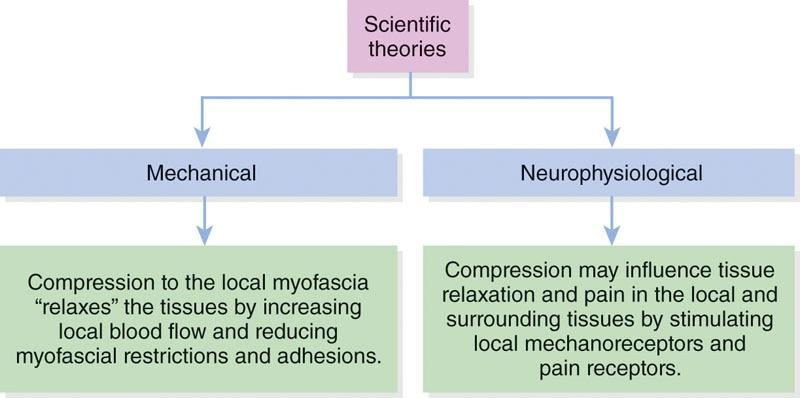 Scientific
theories
Mechanical
Neurophysiological
Compression to the local myofascia
“relaxes” the tissues by increasing
local blood flow and reducing
myofascial restrictions and adhesions.
Compression may influence tissue
relaxation and pain in the local and
surrounding tissues by stimulating
local mechanoreceptors and
pain receptors.